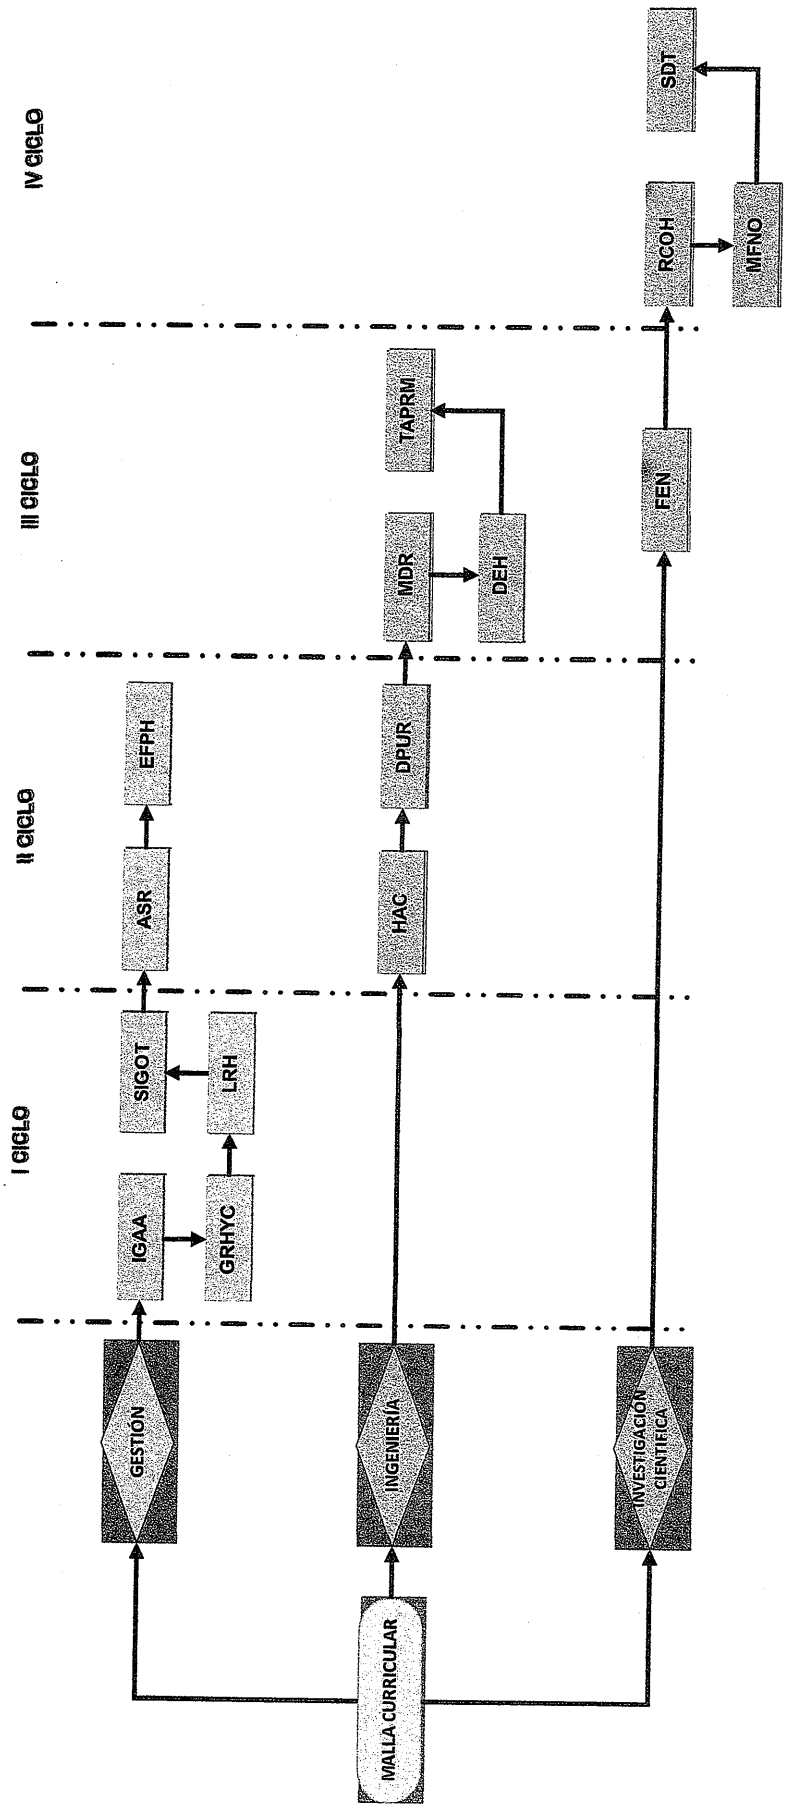 I CICLO
II CICLO
III CICLO
IV CICLO
MALLA CURRICULAR
GESTIÓN
IGAA
GRHYC
LRH
SIGOT
ASR
EFPH
INGENIERÍA
HAC
DPUR
MDR
DEH
TAPRM
INVESTIGACIÓN
CIENTIFICA
FEN
RCOH
MFNO
SDT